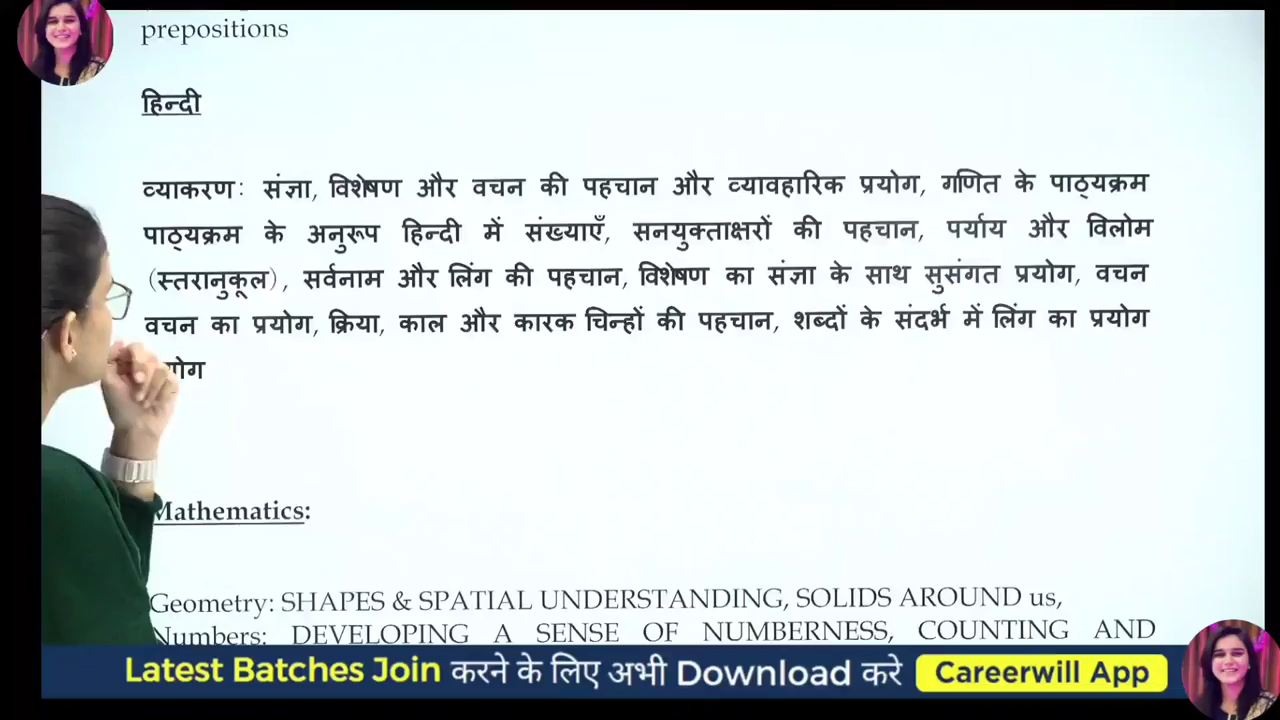 prepositions
हिन्दी
व्याकरण: संज्ञा, विशेषण और वचन की पहचान और व्यावहारिक प्रयोग, गणित के पाठ्यक्रम
पाठ्यक्रम के अनुरूप हिन्दी में संख्याएँ, सनयुक्ताक्षरों की पहचान, पर्याय और विलोम
(स्तरानुकूल), सर्वनाम और लिंग की पहचान, विशेषण का संज्ञा के साथ सुसंगत प्रयोग, वचन
वचन का प्रयोग, क्रिया, काल और कारक चिन्हों की पहचान, शब्दों के संदर्भ में लिंग का प्रयोग
Mathematics:
Geometry: SHAPES & SPATIAL UNDERSTANDING, SOLIDS AROUND us,
Numbers: DEVELOPING A SENSE OF NUMBERNESS, COUNTING AND
Latest Batches Join करने के लिए अभी Download करे Careerwill App